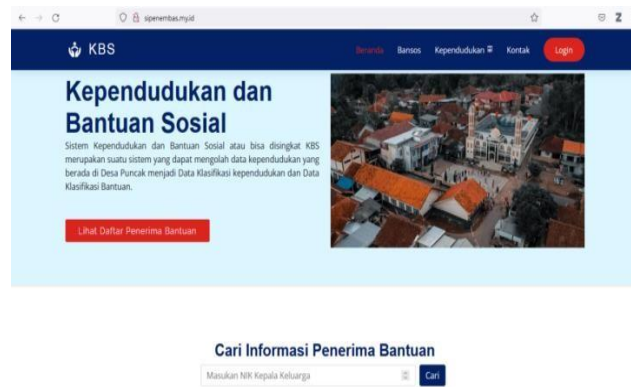 sipenembas.my.id
KBS
Beranda Bansos Kependudukan Kontak Login
Kependudukan dan
Bantuan Sosial
Sistem Kependudukan dan Bantuan Sosial atau bisa disingkat KBS
merupakan suatu sistem yang dapat mengolah data kependudukan yang
berada di Desa Puncak menjadi Data Klasifikasi kependudukan dan Data
Klasifikasi Bantuan.
Lihat Daftar Penerima Bantuan
Cari Informasi Penerima Bantuan
Masukan NIK Kepala Keluarga Cari